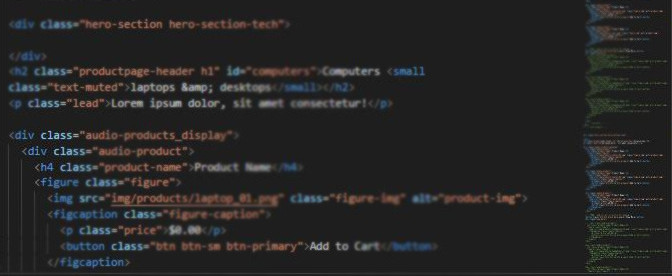 <div class="hero-section hero-section-tech">
</div>
<h2 class="productpage-header h1" id="computers">Computers <small
class="text-muted">laptops &amp; desktops</small></h2>
<p class="lead">Lorem ipsum dolor, sit amet consectetur!</p>
<div class="audio-products_display">
<div class="audio-product">
<h4 class="product-name">Product Name</h4>
<figure class="figure">
<img src="img/products/laptop_01.png" class="figure-img" alt="product-img">
<figcaption class="figure-caption">
<p class="price">$0.00</p>
<button class="btn btn-sm btn-primary">Add to Cart</button>
</figcaption>